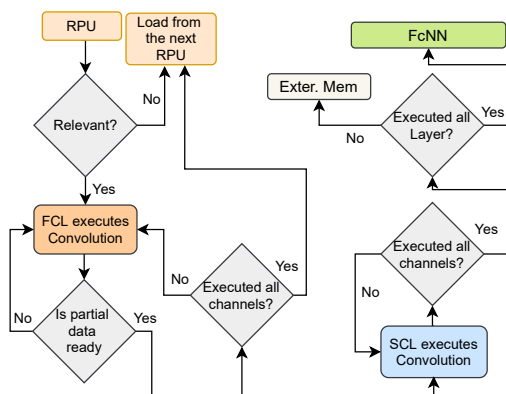 RPU
Load from
the next
RPU
Relevant?
No
Yes
FCL executes
Convolution
Is partial
data
ready
No
Yes
Executed all
channels?
No
Yes
FcNN
Exter. Mem
Executed all
Layer?
No
Yes
Executed all
channels?
Yes
No
SCL executes
Convolution